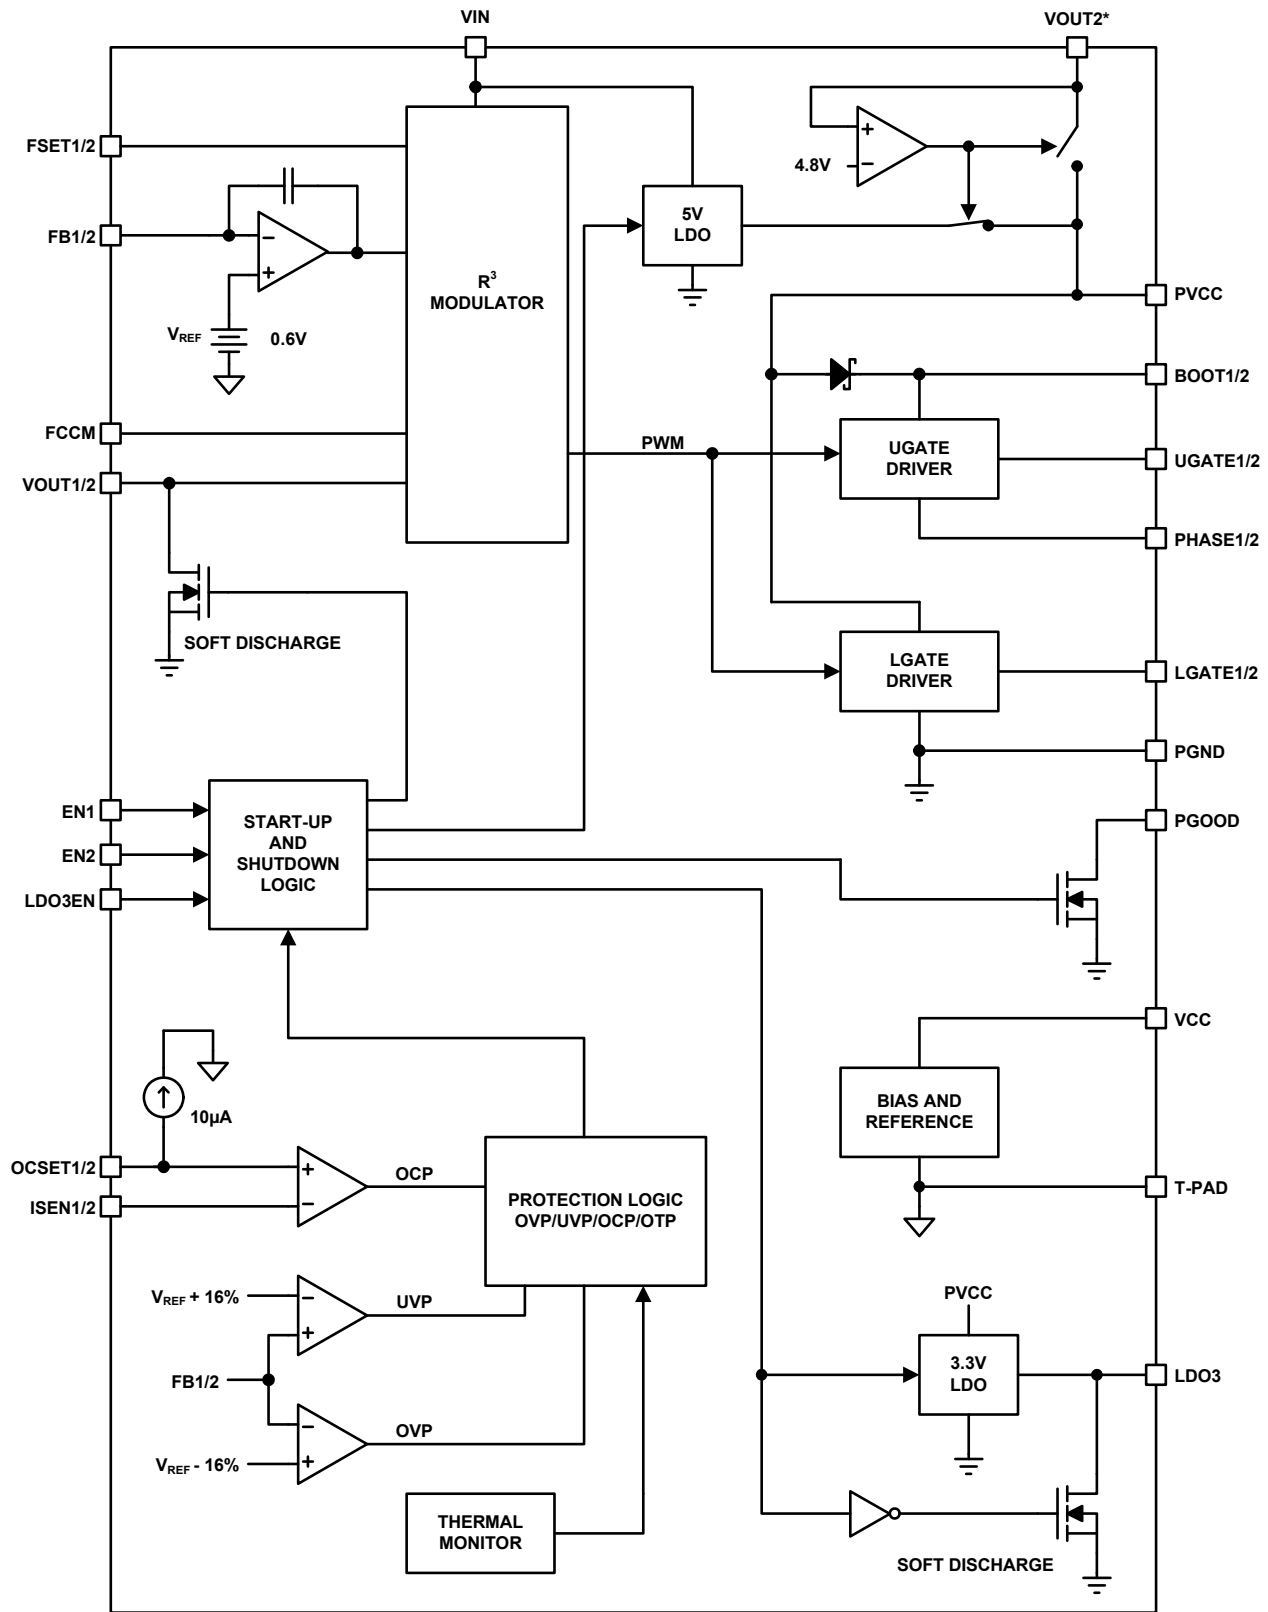 VIN
VOUT2*
FSET1/2
+
4.8V
−
5V
LDO
FB1/2
−
+
R³
MODULATOR
VREF
0.6V
PVCC
BOOT1/2
FCCM
PWM
UGATE
DRIVER
UGATE1/2
VOUT1/2
PHASE1/2
SOFT DISCHARGE
LGATE
DRIVER
LGATE1/2
PGND
EN1
START-UP
AND
SHUTDOWN
LOGIC
PGOOD
EN2
LDO3EN
VCC
10µA
BIAS AND
REFERENCE
OCSET1/2
+
OCP
ISEN1/2
−
PROTECTION LOGIC
OVP/UVP/OCP/OTP
T-PAD
VREF + 16%
−
UVP
+
PVCC
FB1/2
3.3V
LDO
LDO3
−
OVP
VREF - 16%
+
THERMAL
MONITOR
SOFT DISCHARGE